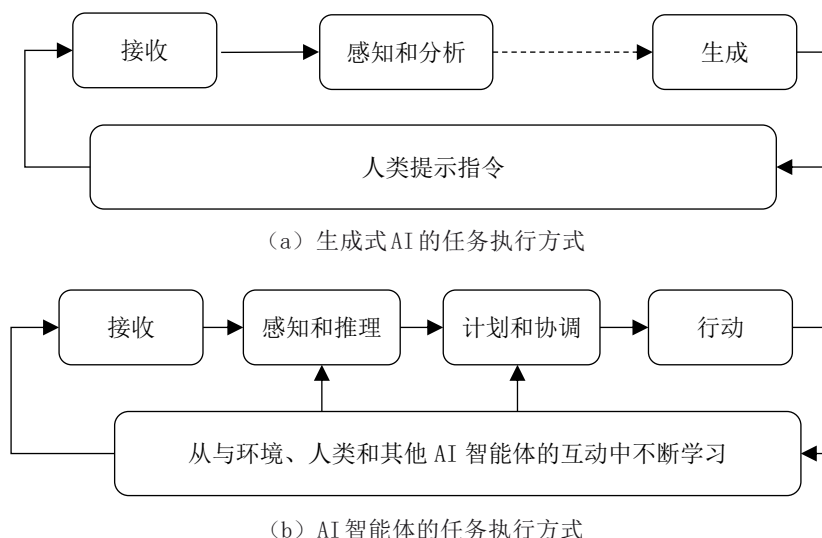 接收
感知和分析
生成
人类提示指令
（a）生成式AI的任务执行方式
接收
感知和推理
计划和协调
行动
从与环境、人类和其他 AI 智能体的互动中不断学习
（b）AI智能体的任务执行方式